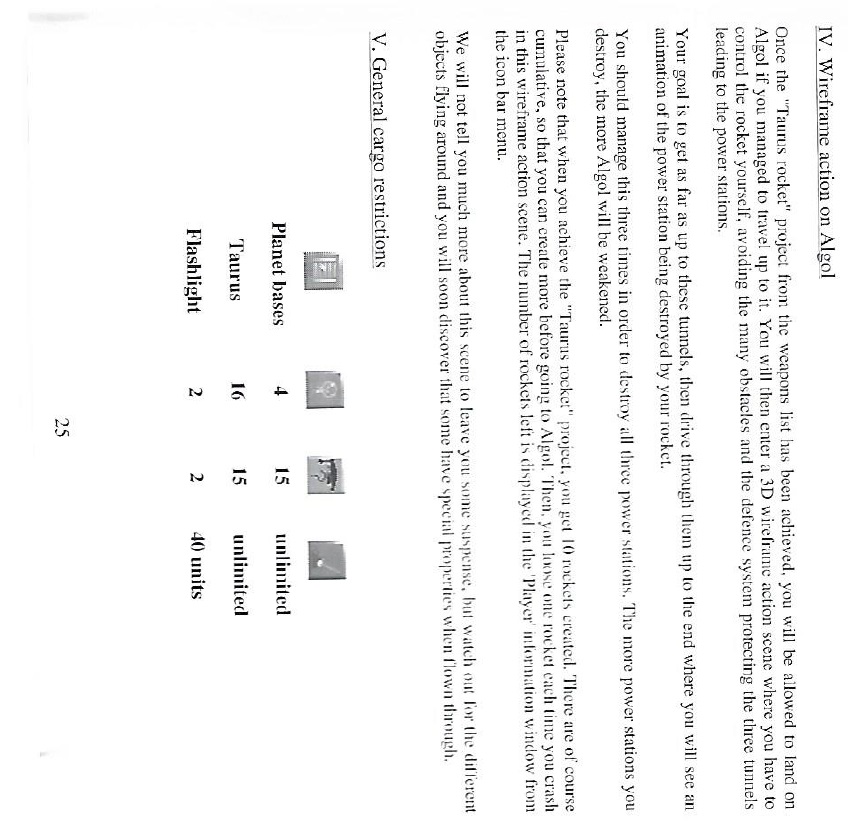 IV. Wireframe action on Algol
Once the "Taurus rocket" project from the weapons list has been achieved, you will be allowed to land on
Algol if you managed to travel up to it. You will then enter a 3D wireframe action scene where you have to
control the rocket yourself, avoiding the many obstacles and the defence system protecting the three tunnels
leading to the power stations.
Your goal is to get as far as up to these tunnels, then drive through them up to the end where you will see an
animation of the power station being destroyed by your rocket.
You should manage this three times in order to destroy all three power stations. The more power stations you
destroy, the more Algol will be weakened.
Please note that when you achieve the "Taurus rocket" project, you get 10 rockets created. There are of course
cumulative, so that you can create more before going to Algol. Then, you loose one rocket each time you crash
in this wireframe action scene. The number of rockets left is displayed in the 'Player' information window from
the icon bar menu.
We will not tell you much more about this scene to leave you some suspense, but watch out for the different
objects flying around and you will soon discover that some have special properties when flown through.
V. General cargo restrictions
Planet bases 4 15 unlimited
Taurus 16 15 unlimited
Flashlight 2 2 40 units
25